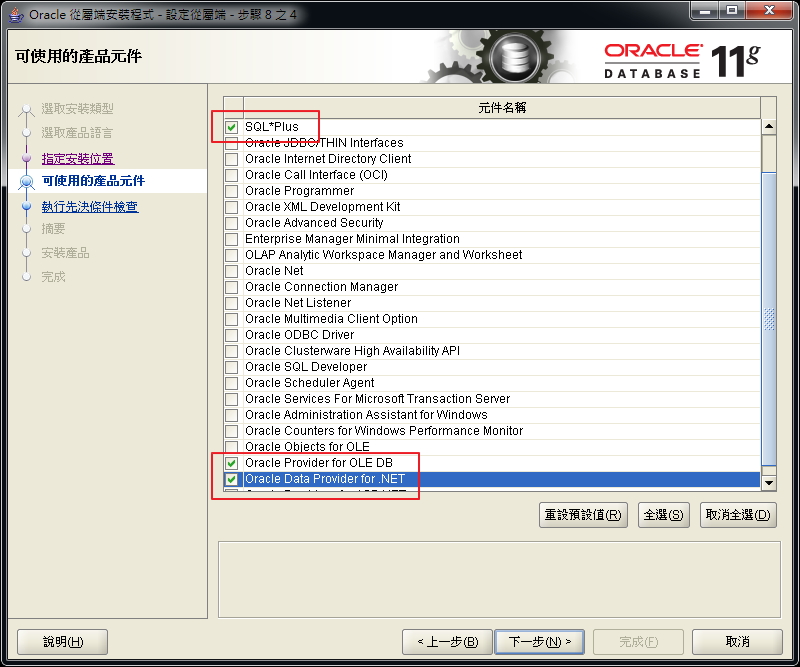 Oracle 從屬端安裝程式 - 設定從屬端 - 步驟 8 之 4
可使用的產品元件
ORACLE
DATABASE 11g
選取安裝類型
選取產品語言
指定安裝位置
可使用的產品元件
執行先決條件檢查
摘要
安裝產品
完成
元件名稱
SQL*Plus
Oracle JDBC/THIN Interfaces
Oracle Internet Directory Client
Oracle Call Interface (OCI)
Oracle Programmer
Oracle XML Development Kit
Oracle Advanced Security
Enterprise Manager Minimal Integration
OLAP Analytic Workspace Manager and Worksheet
Oracle Net
Oracle Connection Manager
Oracle Net Listener
Oracle Multimedia Client Option
Oracle ODBC Driver
Oracle Clusterware High Availability API
Oracle SQL Developer
Oracle Scheduler Agent
Oracle Services For Microsoft Transaction Server
Oracle Administration Assistant for Windows
Oracle Counters for Windows Performance Monitor
Oracle Objects for OLE
Oracle Provider for OLE DB
Oracle Data Provider for .NET
重設預設值(R) 全選(S) 取消全選(D)
說明(H) < 上一步(B) 下一步(N) > 完成(F) 取消